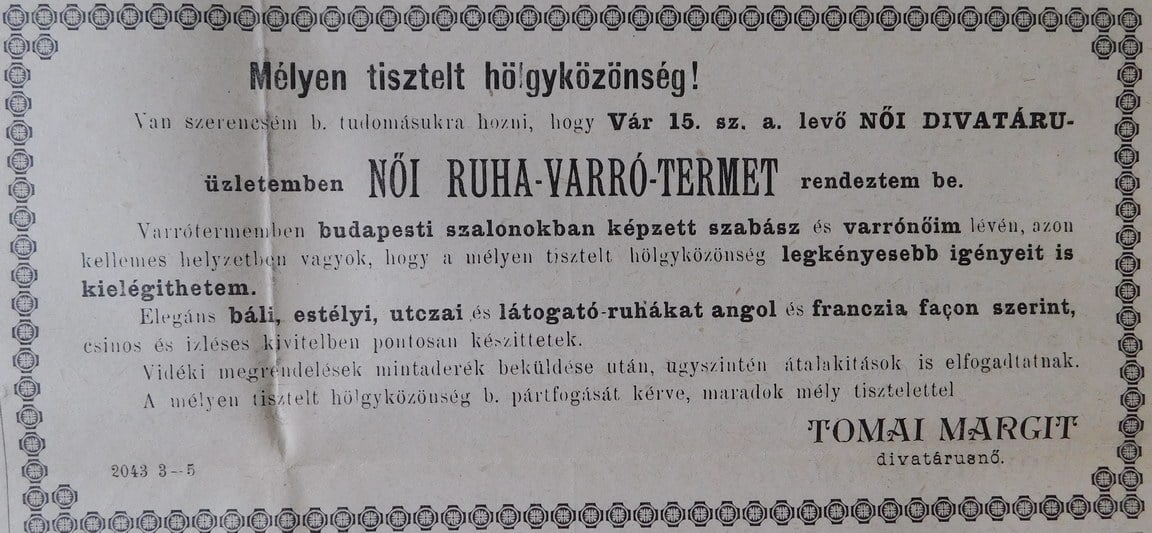 Mélyen tisztelt hölgyközönség!
Van szerencsém b. tudomásukra hozni, hogy Vár 15. sz. a. levő NŐI DIVATÁRU-
üzletemben NŐI RUHA-VARRÓ-TERMET rendeztem be.
Varrótermemben budapesti szalonokban képzett szabász és varrónőim lévén, azon
kellemes helyzetben vagyok, hogy a mélyen tisztelt hölgyközönség legkényesebb igényeit is
kielégithetem.
Elegáns báli, estélyi, utczai és látogató-ruhákat angol és franczia façon szerint,
csinos és izléses kivitelben pontosan készittetek.
Vidéki megrendelések mintaderék beküldése után, ugyszintén átalakitások is elfogadtatnak.
A mélyen tisztelt hölgyközönség b. pártfogását kérve, maradok mély tisztelettel
TOMAI MARGIT
divatárusnő.
2043 3--5